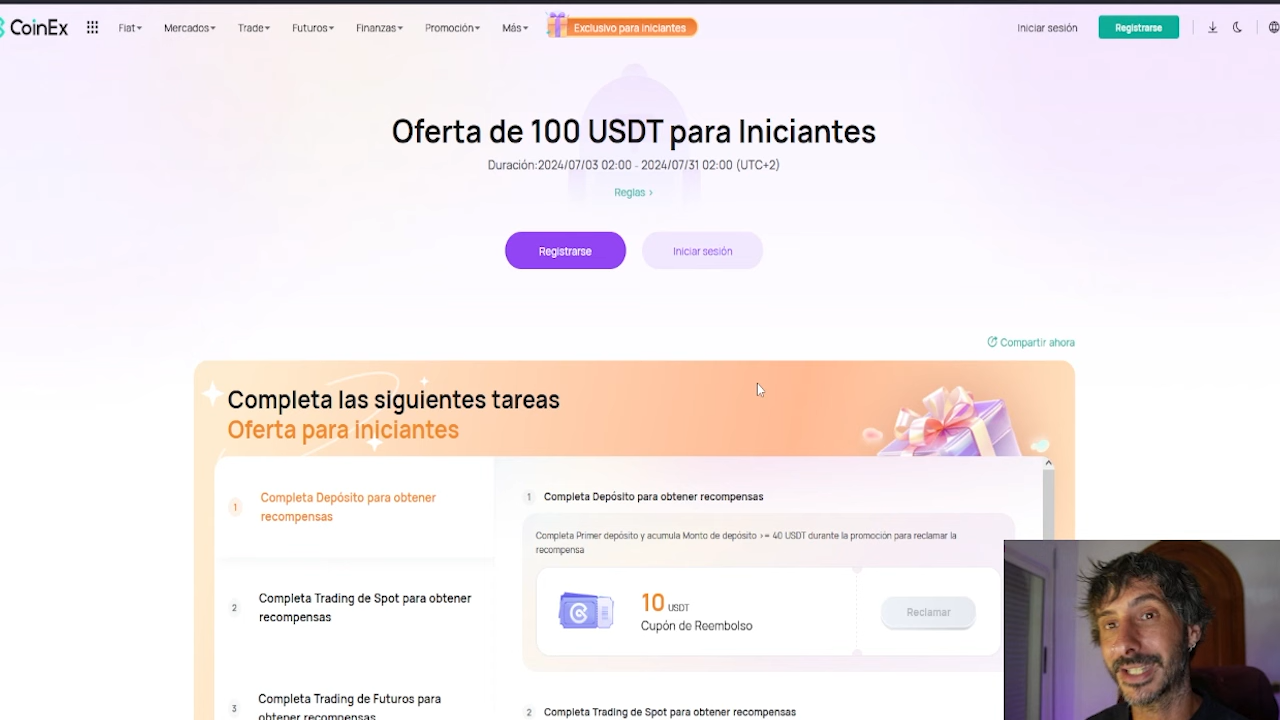 CoinEx
Fiat
Mercados
Trade
Futuros
Finanzas
Promoción
Más
Exclusivo para Iniciantes
Iniciar sesión
Registrarse
Oferta de 100 USDT para Iniciantes
Duración:2024/07/03 02:00 - 2024/07/31 02:00 (UTC+2)
Reglas >
Registrarse
Iniciar sesión
Compartir ahora
Completa las siguientes tareas
Oferta para iniciantes
1
Completa Depósito para obtener
recompensas
2
Completa Trading de Spot para obtener
recompensas
3
Completa Trading de Futuros para
obtener recompensas
1 Completa Depósito para obtener recompensas
Completa Primer depósito y acumula Monto de depósito >= 40 USDT durante la promoción para reclamar la
recompensa
10 USDT
Cupón de Reembolso
Reclamar
2 Completa Trading de Spot para obtener recompensas